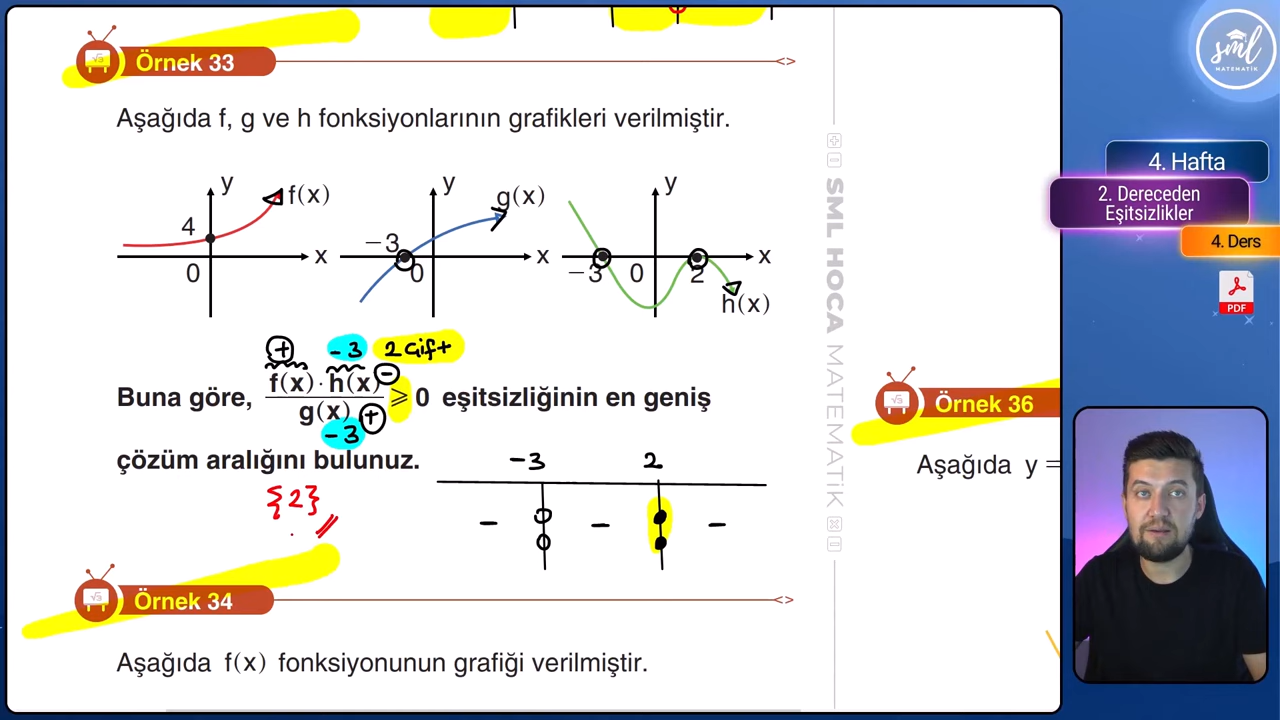 Örnek 33
Aşağıda f, g ve h fonksiyonlarının grafikleri verilmiştir.
y
f(x)
4
x
0
y
g(x)
−3
x
0
y
x
−3
0
2
h(x)
+
-3
2 Çift
Buna göre, f(x) · h(x) / g(x) ⩾ 0 eşitsizliğinin en geniş
−
+
-3
çözüm aralığını bulunuz.
{2}
-3 2
- - -
Örnek 34
Aşağıda f(x) fonksiyonunun grafiği verilmiştir.
SML HOCA MATEMATİK
Örnek 36
Aşağıda y =
sml
MATEMATİK
4. Hafta
2. Dereceden
Eşitsizlikler
4. Ders
PDF